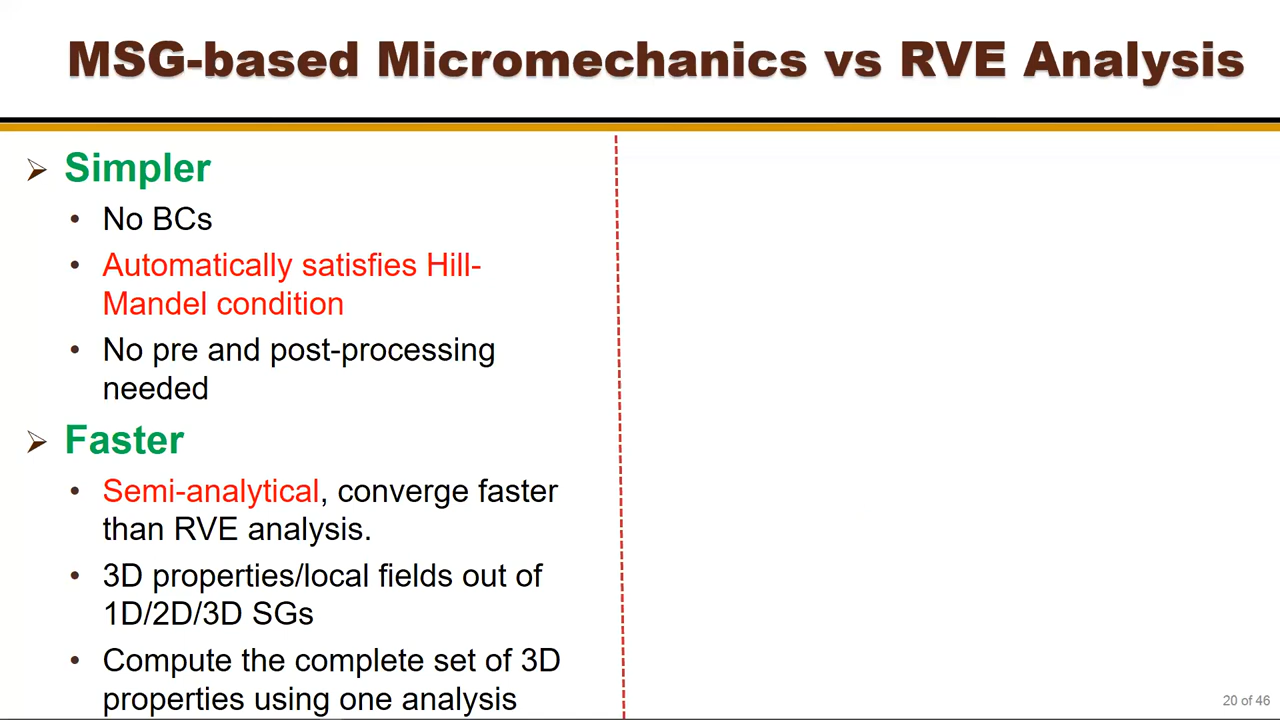 MSG-based Micromechanics vs RVE Analysis
Simpler
• No BCs
• Automatically satisfies Hill-
Mandel condition
• No pre and post-processing
needed
Faster
• Semi-analytical, converge faster
than RVE analysis.
• 3D properties/local fields out of
1D/2D/3D SGs
• Compute the complete set of 3D
properties using one analysis
20 of 46